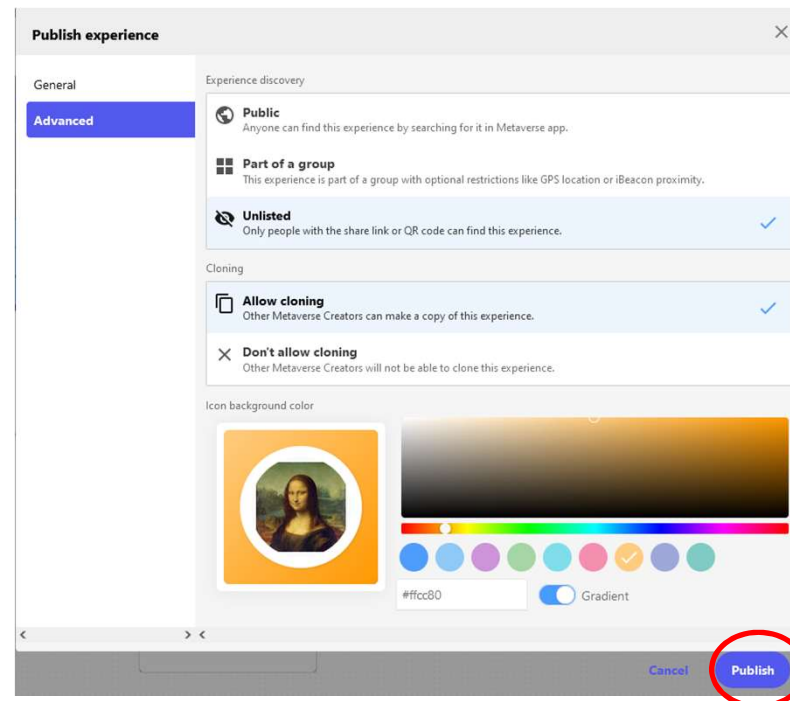 Publish experience
General
Advanced
Experience discovery
Public
Anyone can find this experience by searching for it in Metaverse app.
Part of a group
This experience is part of a group with optional restrictions like GPS location or iBeacon proximity.
Unlisted
Only people with the share link or QR code can find this experience.
Cloning
Allow cloning
Other Metaverse Creators can make a copy of this experience.
Don't allow cloning
Other Metaverse Creators will not be able to clone this experience.
Icon background color
#ffcc80
Gradient
Cancel
Publish